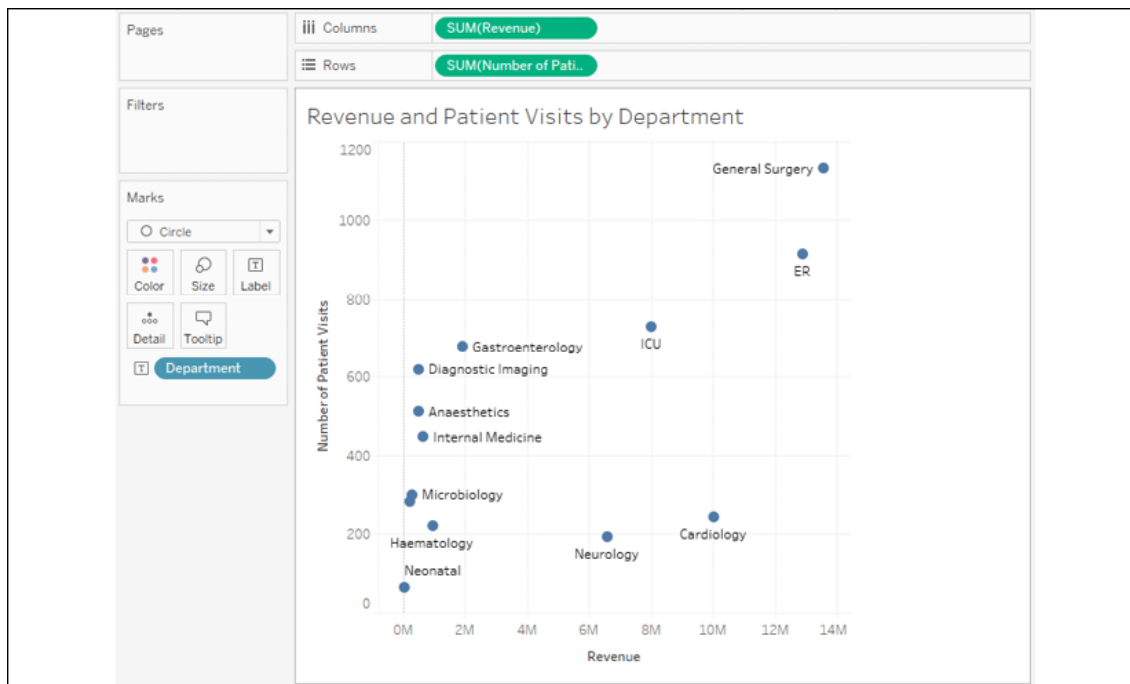 Pages
Columns
SUM(Revenue)
Rows
SUM(Number of Pati..
Filters
Marks
Circle
Color
Size
T
Label
Detail
Tooltip
T
Department
Revenue and Patient Visits by Department
Number of Patient Visits
1200
1000
800
600
400
200
0
General Surgery
ER
ICU
Gastroenterology
Diagnostic Imaging
Anaesthetics
Internal Medicine
Microbiology
Haematology
Neonatal
Neurology
Cardiology
0M
2M
4M
6M
8M
10M
12M
14M
Revenue